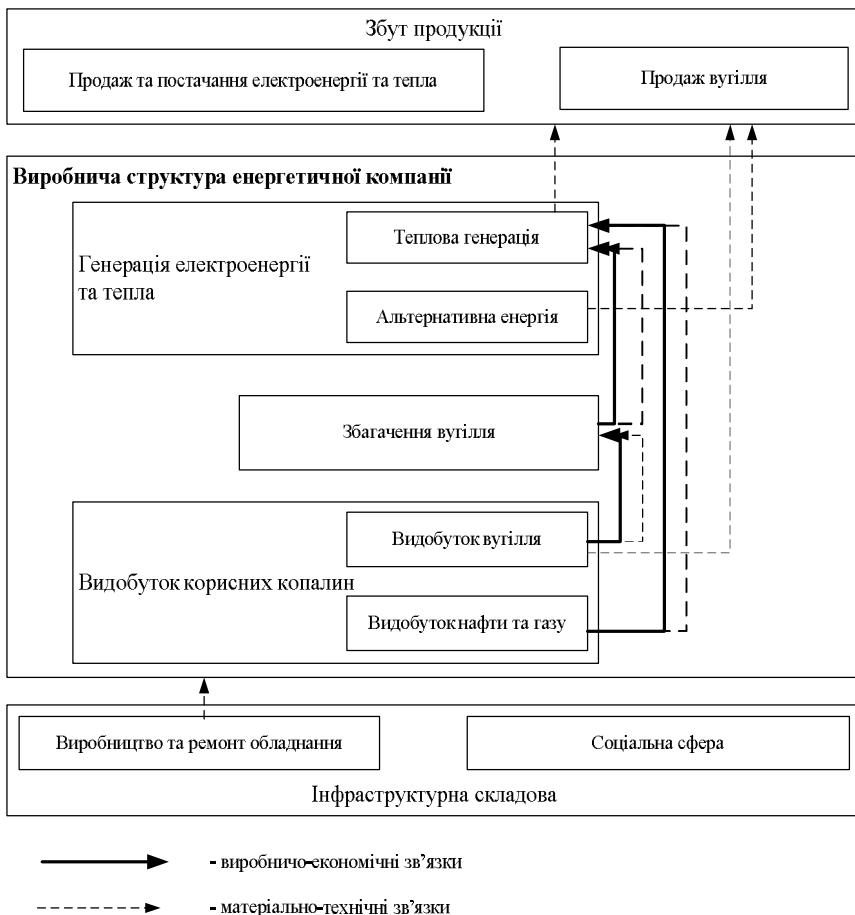 Збут продукції
Продаж та постачання електроенергії та тепла
Продаж вугілля
Виробнича структура енергетичної компанії
Теплова генерація
Генерація електроенергії
та тепла
Альтернативна енергія
Збагачення вугілля
Видобуток вугілля
Видобуток корисних копалин
Видобуток нафти та газу
Виробництво та ремонт обладнання
Соціальна сфера
Інфраструктурна складова
- виробничо-економічні зв’язки
- матеріально-технічні зв’язки